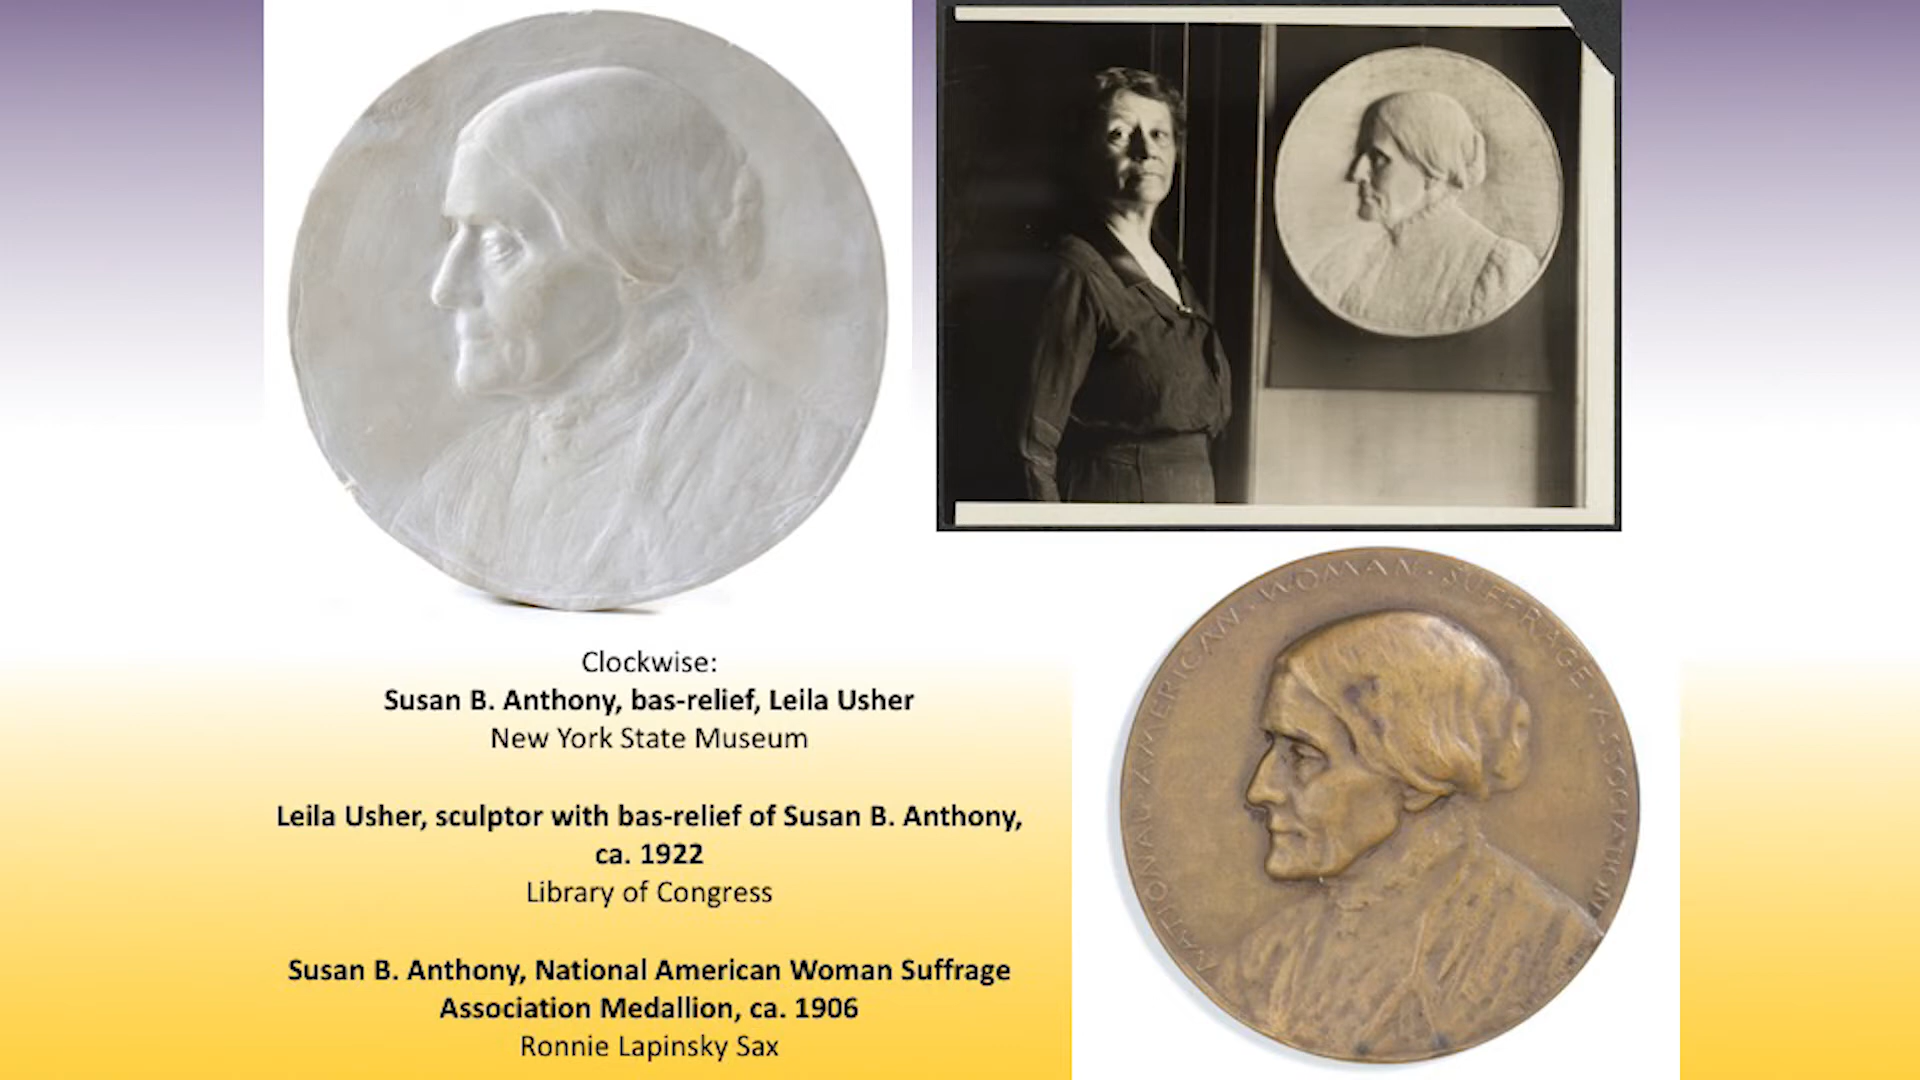 Clockwise:
Susan B. Anthony, bas-relief, Leila Usher
New York State Museum
Leila Usher, sculptor with bas-relief of Susan B. Anthony,
ca. 1922
Library of Congress
Susan B. Anthony, National American Woman Suffrage
Association Medallion, ca. 1906
Ronnie Lapinsky Sax
NATIONAL · AMERICAN · WOMAN · SUFFRAGE · ASSOCIATION